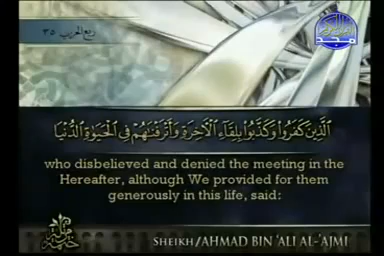 ربع الحزب ٣٥
المجد
الَّذِينَ كَفَرُوا وَكَذَّبُوا بِلِقَاءِ الْآخِرَةِ وَأَتْرَفْنَاهُمْ فِي الْحَيَاةِ الدُّنْيَا
who disbelieved and denied the meeting in the
Hereafter, although We provided for them
generously in this life, said:
SHEIKH/AHMAD BIN 'ALI AL-'AJMI